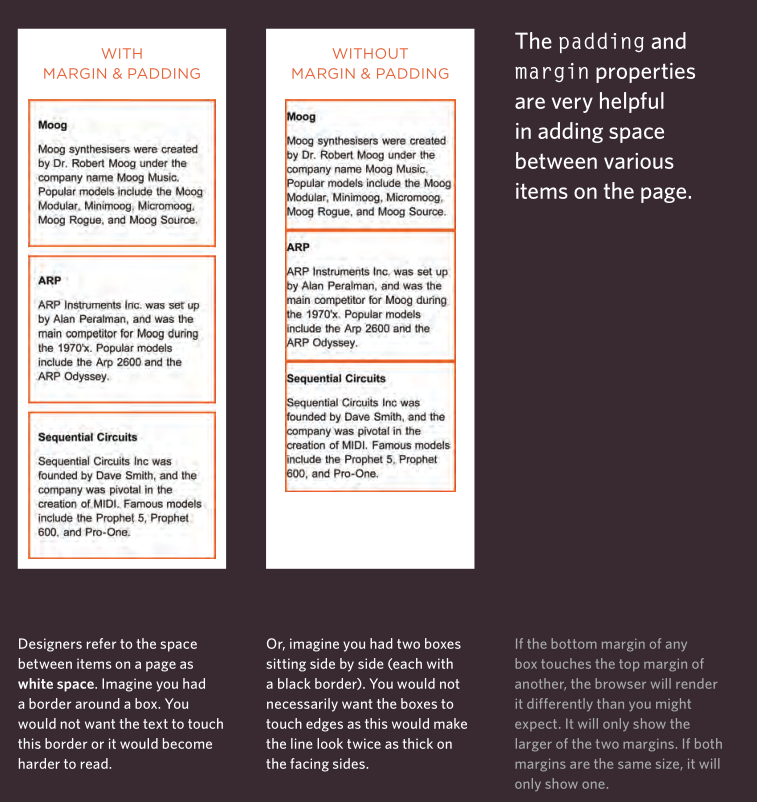 WITH
MARGIN & PADDING
Moog
Moog synthesisers were created
by Dr. Robert Moog under the
company name Moog Music.
Popular models include the Moog
Modular, Minimoog, Micromoog,
Moog Rogue, and Moog Source.
ARP
ARP Instruments Inc. was set up
by Alan Peralman, and was the
main competitor for Moog during
the 1970'x. Popular models
include the Arp 2600 and the
ARP Odyssey.
Sequential Circuits
Sequential Circuits Inc was
founded by Dave Smith, and the
company was pivotal in the
creation of MIDI. Famous models
include the Prophet 5, Prophet
600, and Pro-One.
WITHOUT
MARGIN & PADDING
Moog
Moog synthesisers were created
by Dr. Robert Moog under the
company name Moog Music.
Popular models include the Moog
Modular, Minimoog, Micromoog,
Moog Rogue, and Moog Source.
ARP
ARP Instruments Inc. was set up
by Alan Peralman, and was the
main competitor for Moog during
the 1970'x. Popular models
include the Arp 2600 and the
ARP Odyssey.
Sequential Circuits
Sequential Circuits Inc was
founded by Dave Smith, and the
company was pivotal in the
creation of MIDI. Famous models
include the Prophet 5, Prophet
600, and Pro-One.
The padding and
margin properties
are very helpful
in adding space
between various
items on the page.
Designers refer to the space
between items on a page as
white space. Imagine you had
a border around a box. You
would not want the text to touch
this border or it would become
harder to read.
Or, imagine you had two boxes
sitting side by side (each with
a black border). You would not
necessarily want the boxes to
touch edges as this would make
the line look twice as thick on
the facing sides.
If the bottom margin of any
box touches the top margin of
another, the browser will render
it differently than you might
expect. It will only show the
larger of the two margins. If both
margins are the same size, it will
only show one.